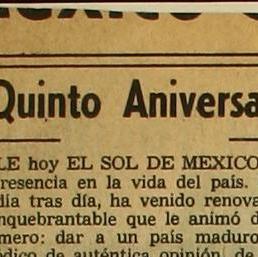 Quinto Aniversa
LE hoy EL SOL DE MEXICO
resencia en la vida del país.
día tras día, ha venido renova
nquebrantable que le animó d
mero: dar a un país maduro
ódico de auténtica opinión, de